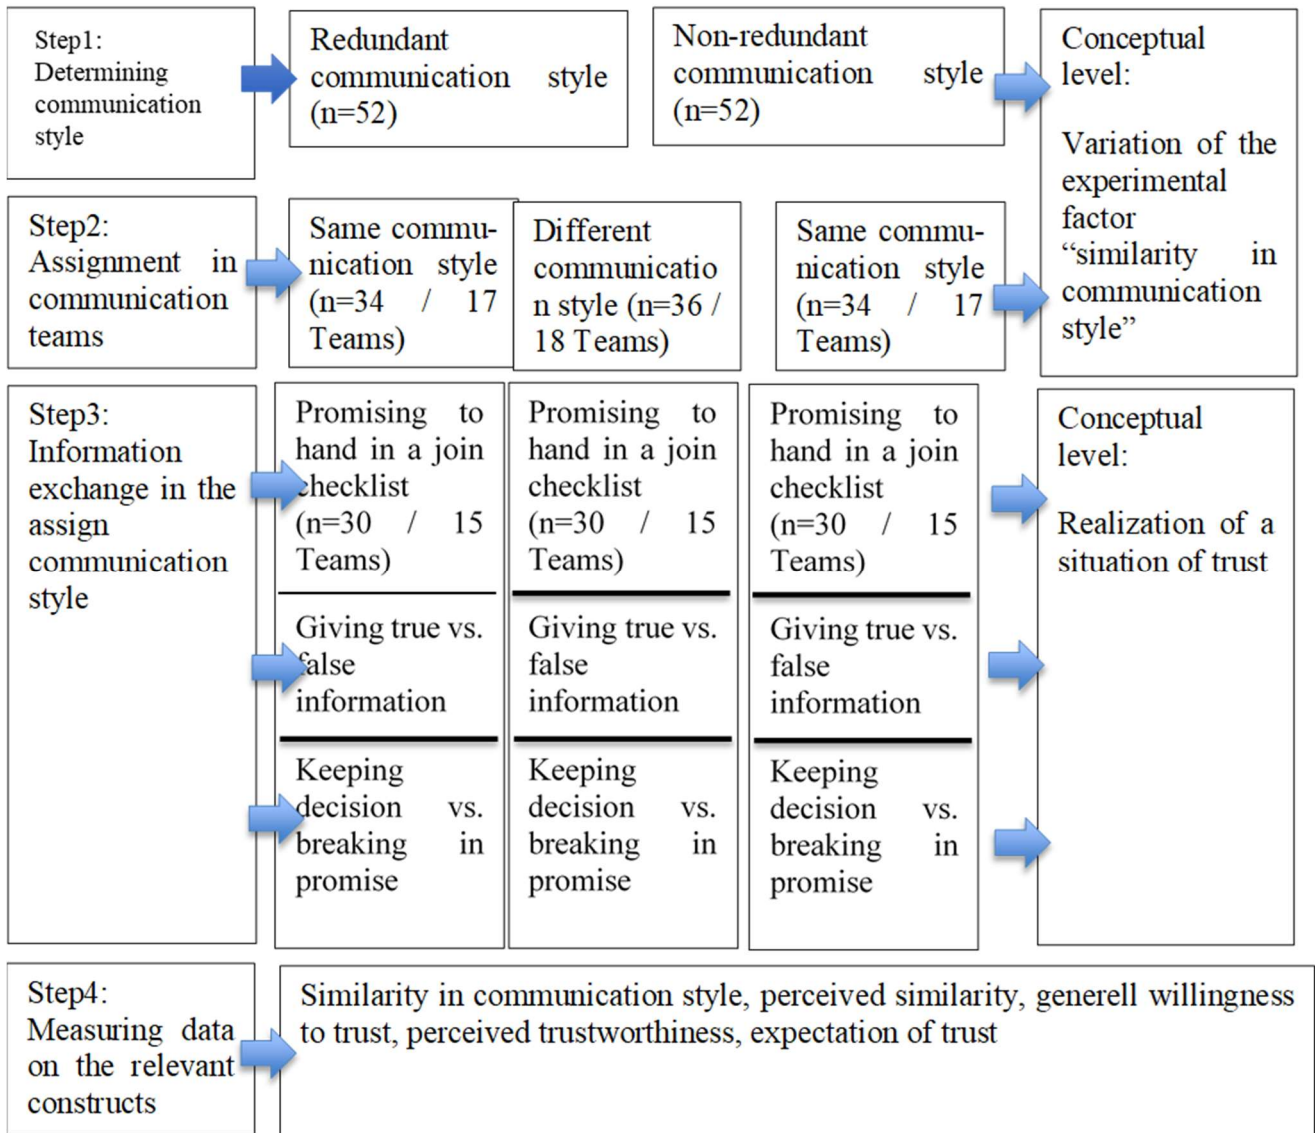 Step1:
Determining
communication
style
Redundant
communication style
(n=52)
Non-redundant
communication style
(n=52)
Conceptual
level:
Variation of the
experimental
factor
“similarity in
communication
style”
Step2:
Assignment in
communication
teams
Same commu-
nication style
(n=34 / 17
Teams)
Different
communicatio
n style (n=36 /
18 Teams)
Same commu-
nication style
(n=34 / 17
Teams)
Step3:
Information
exchange in the
assign
communication
style
Promising to
hand in a join
checklist
(n=30 / 15
Teams)
Giving true vs.
false
information
Keeping
decision vs.
breaking in
promise
Promising to
hand in a join
checklist
(n=30 / 15
Teams)
Giving true vs.
false
information
Keeping
decision vs.
breaking in
promise
Promising to
hand in a join
checklist
(n=30 / 15
Teams)
Giving true vs.
false
information
Keeping
decision vs.
breaking in
promise
Conceptual
level:
Realization of a
situation of trust
Step4:
Measuring data
on the relevant
constructs
Similarity in communication style, perceived similarity, generell willingness
to trust, perceived trustworthiness, expectation of trust